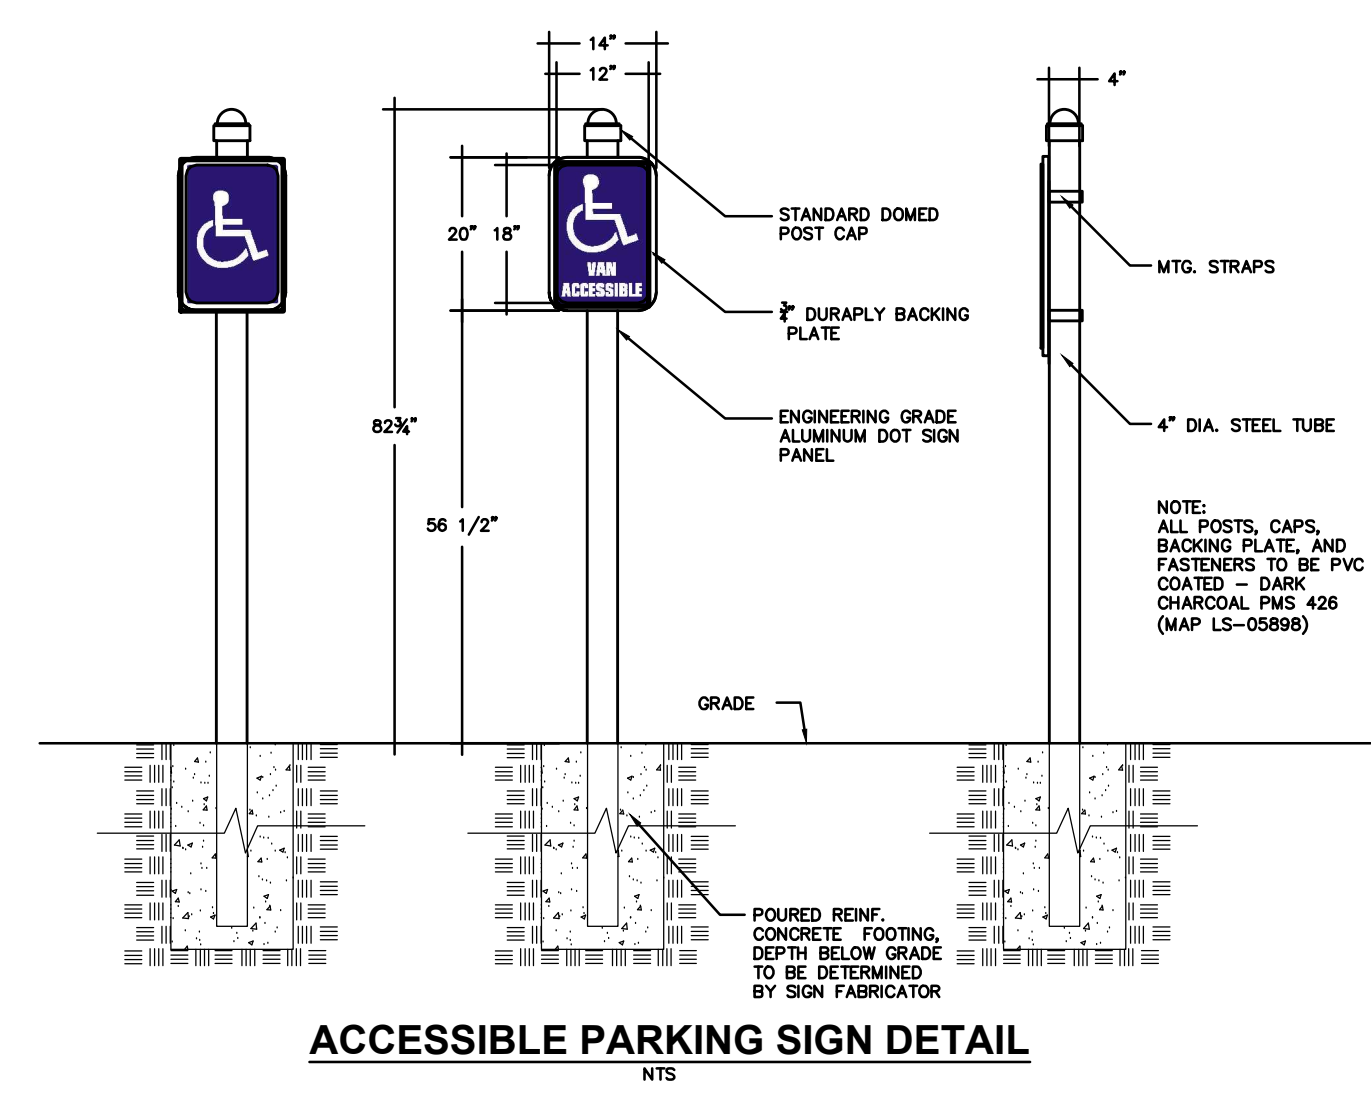 14"
12"
4"
STANDARD DOMED
POST CAP
20" 18"
MTG. STRAPS
VAN
ACCESSIBLE
¾" DURAPLY BACKING
PLATE
82¾"
ENGINEERING GRADE
ALUMINUM DOT SIGN
PANEL
4" DIA. STEEL TUBE
56 1/2"
NOTE:
ALL POSTS, CAPS,
BACKING PLATE, AND
FASTENERS TO BE PVC
COATED – DARK
CHARCOAL PMS 426
(MAP LS–05898)
GRADE
POURED REINF.
CONCRETE FOOTING,
DEPTH BELOW GRADE
TO BE DETERMINED
BY SIGN FABRICATOR
ACCESSIBLE PARKING SIGN DETAIL
NTS